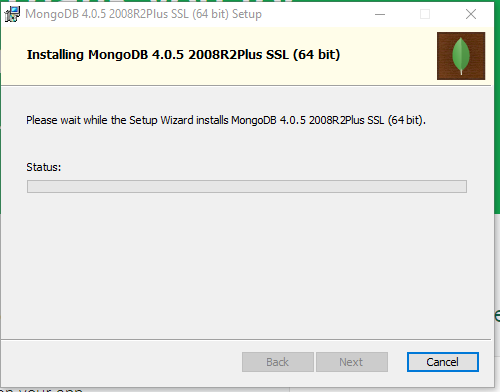 MongoDB 4.0.5 2008R2Plus SSL (64 bit) Setup
Installing MongoDB 4.0.5 2008R2Plus SSL (64 bit)
Please wait while the Setup Wizard installs MongoDB 4.0.5 2008R2Plus SSL (64 bit).
Status:
Back
Next
Cancel